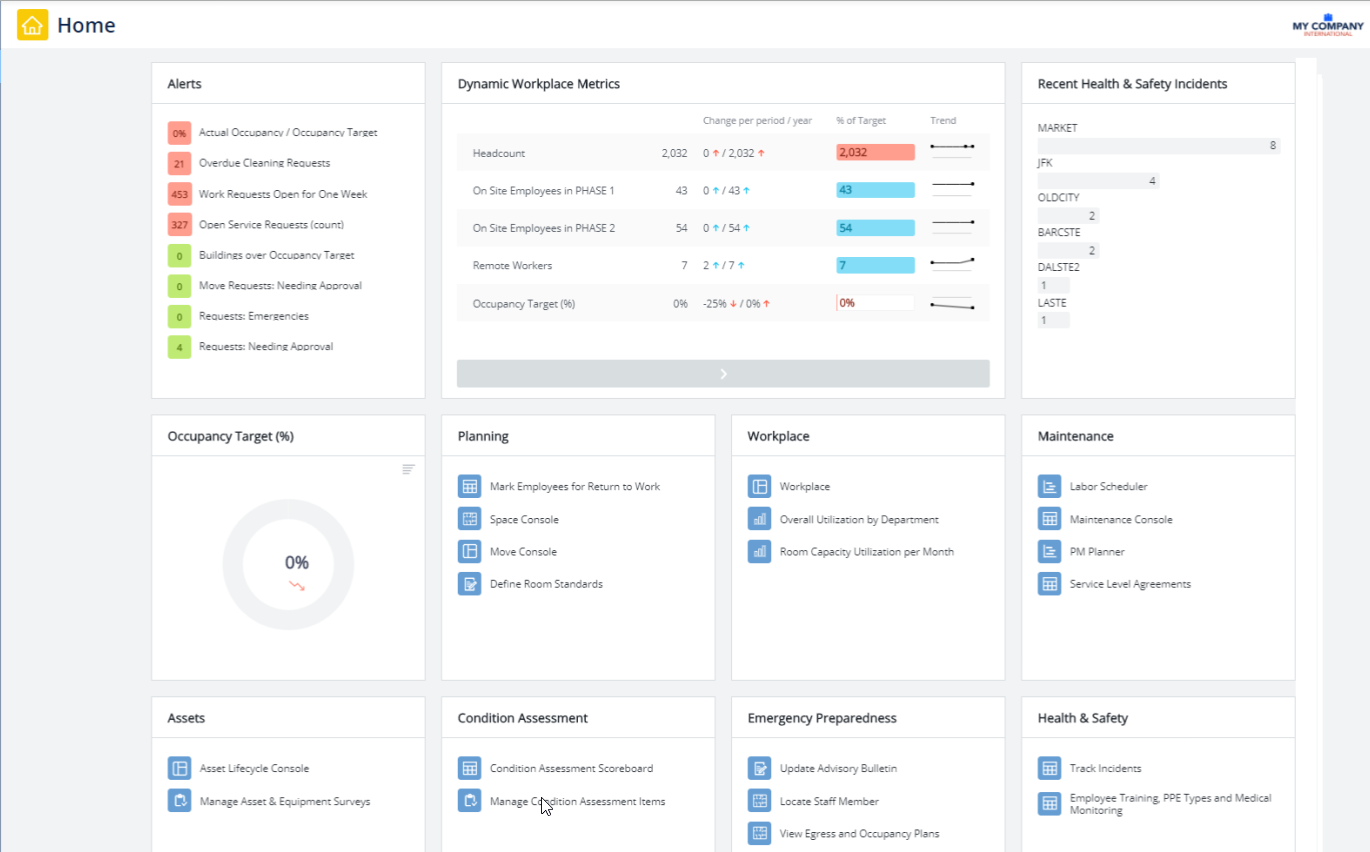 Home
MY COMPANY
INTERNATIONAL
Alerts
0% Actual Occupancy / Occupancy Target
21 Overdue Cleaning Requests
453 Work Requests Open for One Week
327 Open Service Requests (count)
0 Buildings over Occupancy Target
0 Move Requests: Needing Approval
0 Requests: Emergencies
4 Requests: Needing Approval
Dynamic Workplace Metrics
Change per period / year % of Target Trend
Headcount 2,032 0 ↑ / 2,032 ↑ 2,032
On Site Employees in PHASE 1 43 0 ↑ / 43 ↑ 43
On Site Employees in PHASE 2 54 0 ↑ / 54 ↑ 54
Remote Workers 7 2 ↑ / 7 ↑ 7
Occupancy Target (%) 0% -25% ↓ / 0% ↑ 0%
Recent Health & Safety Incidents
MARKET
8
JFK
4
OLDCITY
2
BARCSTE
2
DALSTE2
1
LASTE
1
Occupancy Target (%)
0%
Planning
Mark Employees for Return to Work
Space Console
Move Console
Define Room Standards
Workplace
Workplace
Overall Utilization by Department
Room Capacity Utilization per Month
Maintenance
Labor Scheduler
Maintenance Console
PM Planner
Service Level Agreements
Assets
Asset Lifecycle Console
Manage Asset & Equipment Surveys
Condition Assessment
Condition Assessment Scoreboard
Manage Condition Assessment Items
Emergency Preparedness
Update Advisory Bulletin
Locate Staff Member
View Egress and Occupancy Plans
Health & Safety
Track Incidents
Employee Training, PPE Types and Medical
Monitoring